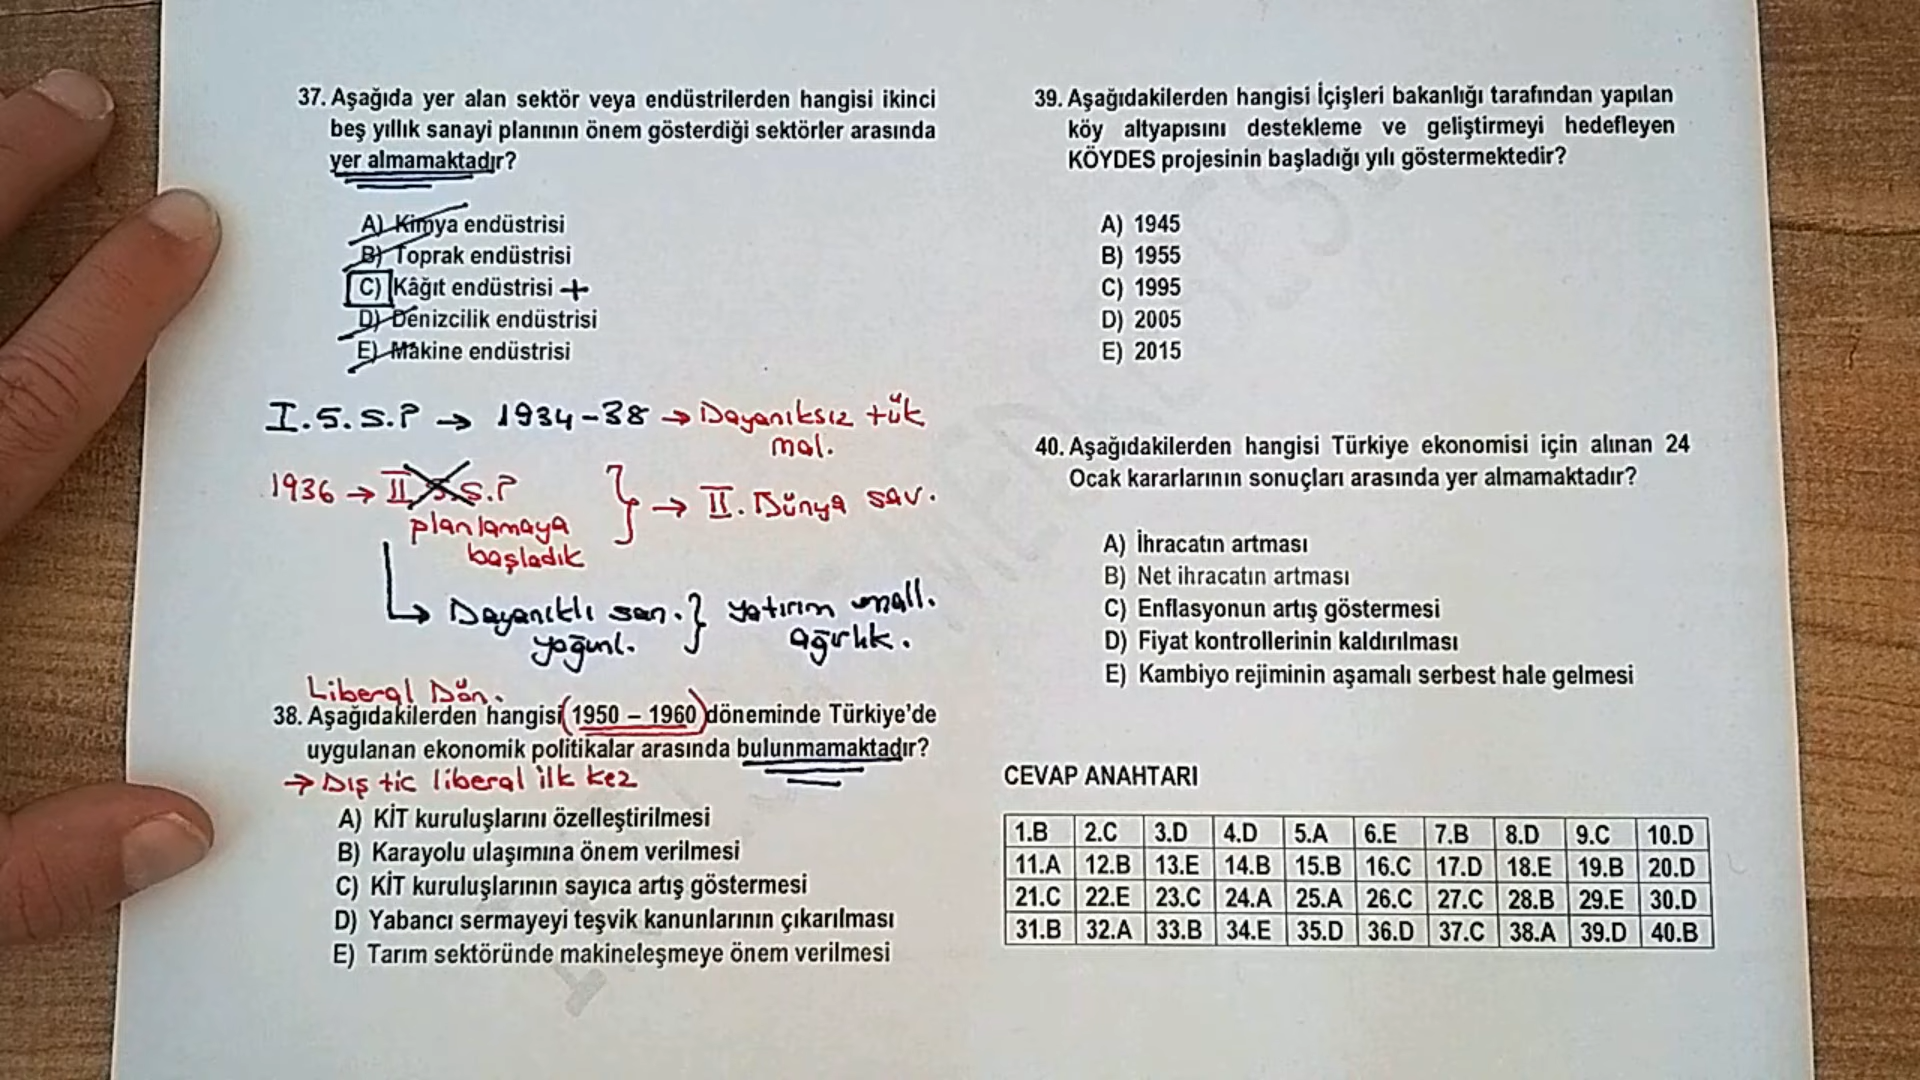 37. Aşağıda yer alan sektör veya endüstrilerden hangisi ikinci
beş yıllık sanayi planının önem gösterdiği sektörler arasında
yer almamaktadır?
A) Kimya endüstrisi
B) Toprak endüstrisi
C) Kâğıt endüstrisi +
D) Denizcilik endüstrisi
E) Makine endüstrisi
I.S.S.P → 1934-38 → Dayanıksız tük
mal.
1936 → II.S.S.P } → II. Dünya sav.
planlamaya
başladık
↳ Dayanıklı san. } yatırım mall.
yoğunl. ağırlık.
Liberal Dön.
38. Aşağıdakilerden hangisi (1950 – 1960) döneminde Türkiye'de
uygulanan ekonomik politikalar arasında bulunmamaktadır?
→ Dış tic liberal ilk kez
A) KİT kuruluşlarını özelleştirilmesi
B) Karayolu ulaşımına önem verilmesi
C) KİT kuruluşlarının sayıca artış göstermesi
D) Yabancı sermayeyi teşvik kanunlarının çıkarılması
E) Tarım sektöründe makineleşmeye önem verilmesi
39. Aşağıdakilerden hangisi İçişleri bakanlığı tarafından yapılan
köy altyapısını destekleme ve geliştirmeyi hedefleyen
KÖYDES projesinin başladığı yılı göstermektedir?
A) 1945
B) 1955
C) 1995
D) 2005
E) 2015
40. Aşağıdakilerden hangisi Türkiye ekonomisi için alınan 24
Ocak kararlarının sonuçları arasında yer almamaktadır?
A) İhracatın artması
B) Net ihracatın artması
C) Enflasyonun artış göstermesi
D) Fiyat kontrollerinin kaldırılması
E) Kambiyo rejiminin aşamalı serbest hale gelmesi
CEVAP ANAHTARI
1.B 2.C 3.D 4.D 5.A 6.E 7.B 8.D 9.C 10.D
11.A 12.B 13.E 14.B 15.B 16.C 17.D 18.E 19.B 20.D
21.C 22.E 23.C 24.A 25.A 26.C 27.C 28.B 29.E 30.D
31.B 32.A 33.B 34.E 35.D 36.D 37.C 38.A 39.D 40.B